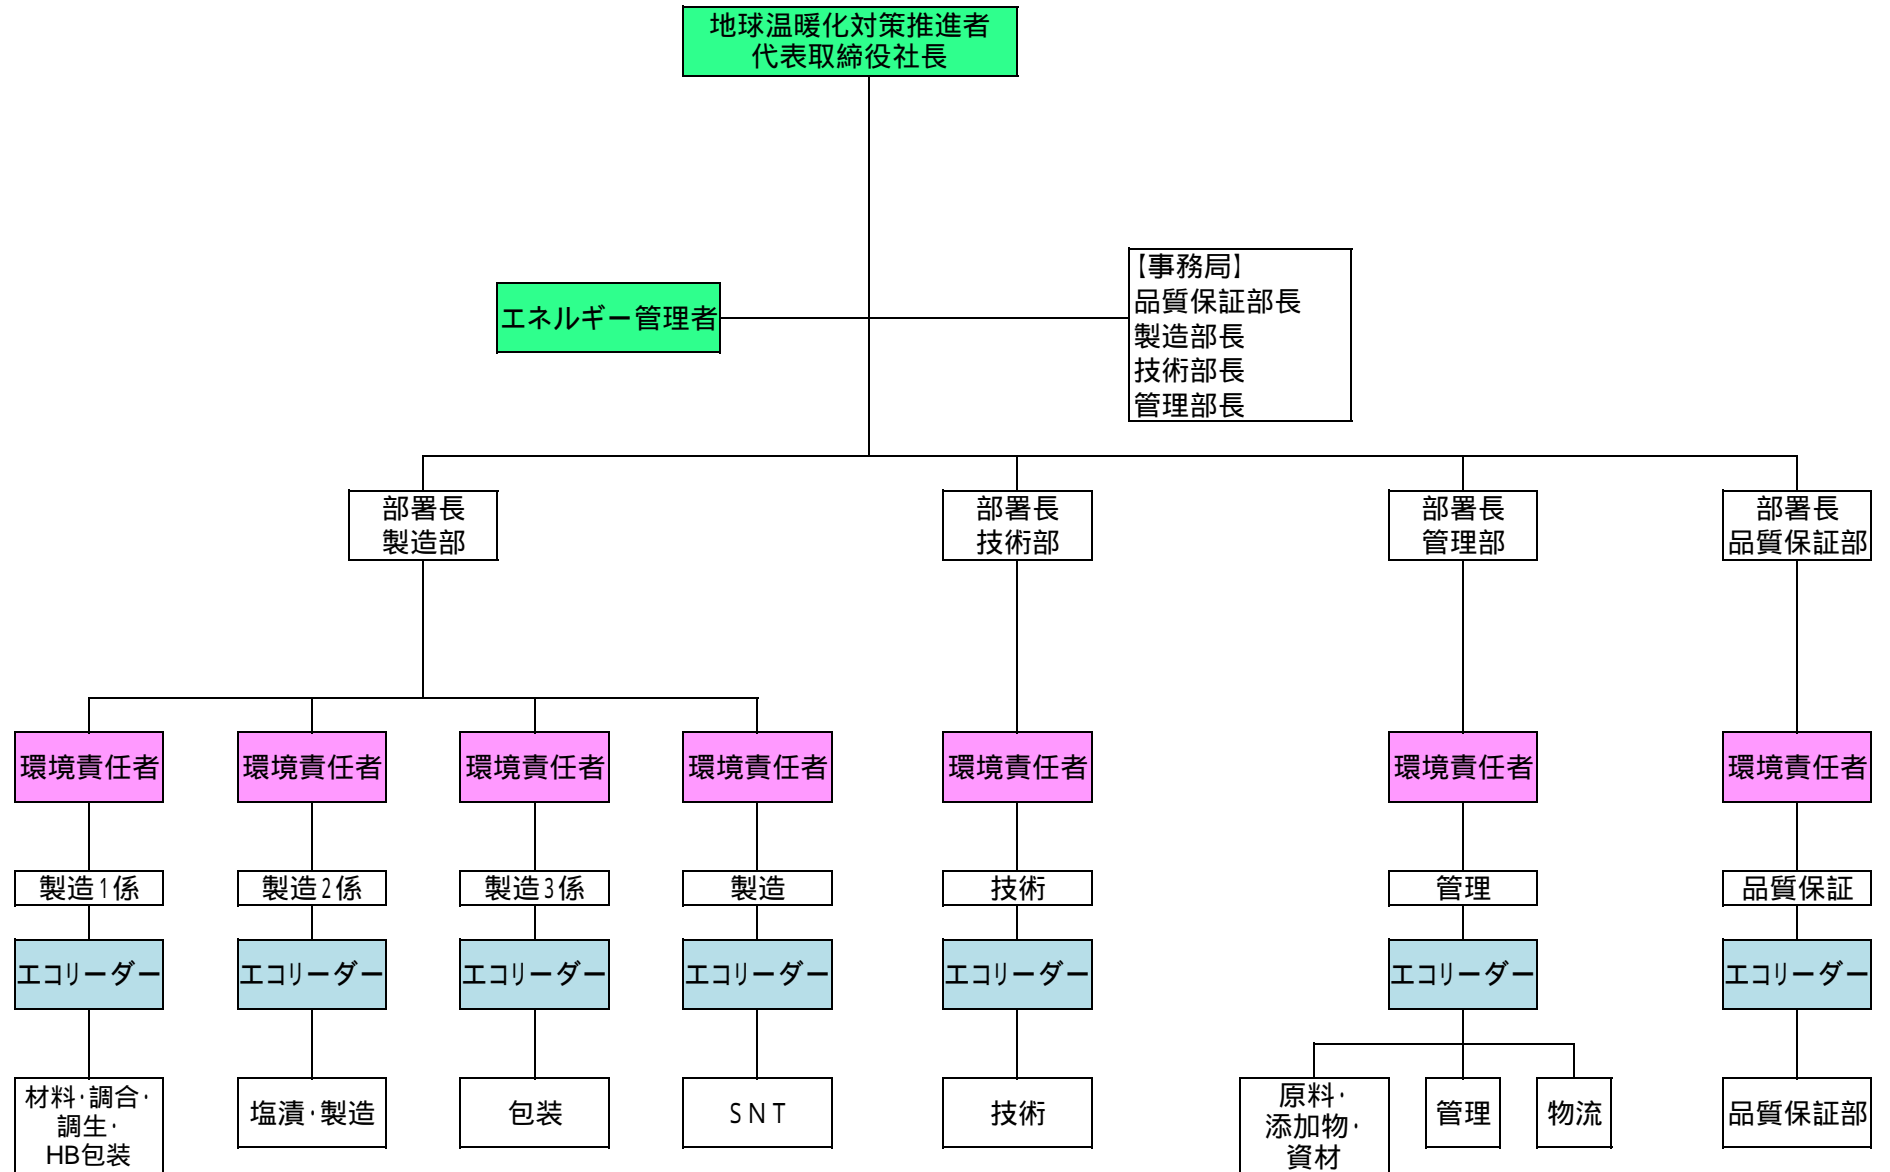 地球温暖化対策推進者
代表取締役社長
エネルギー管理者
【事務局】
品質保証部長
製造部長
技術部長
管理部長
部署長
製造部
部署長
技術部
部署長
管理部
部署長
品質保証部
環境責任者
環境責任者
環境責任者
環境責任者
環境責任者
環境責任者
環境責任者
製造1係
製造2係
製造3係
製造
技術
管理
品質保証
エコリーダー
エコリーダー
エコリーダー
エコリーダー
エコリーダー
エコリーダー
エコリーダー
材料・調合・
調生・
HB包装
塩漬・製造
包装
SNT
技術
原料・
添加物・
資材
管理
物流
品質保証部